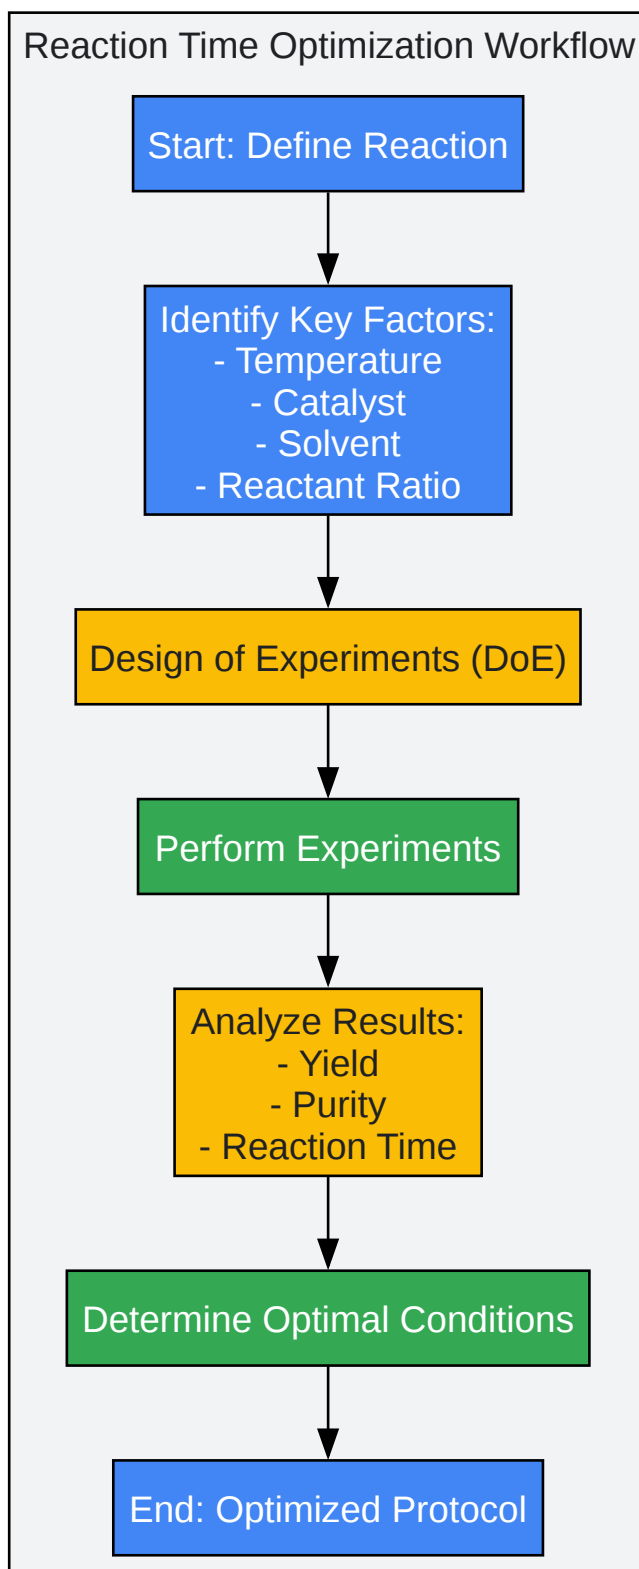 Reaction Time Optimization Workflow
Start: Define Reaction
Identify Key Factors:
- Temperature
- Catalyst
- Solvent
- Reactant Ratio
Design of Experiments (DoE)
Perform Experiments
Analyze Results:
- Yield
- Purity
- Reaction Time
Determine Optimal Conditions
End: Optimized Protocol